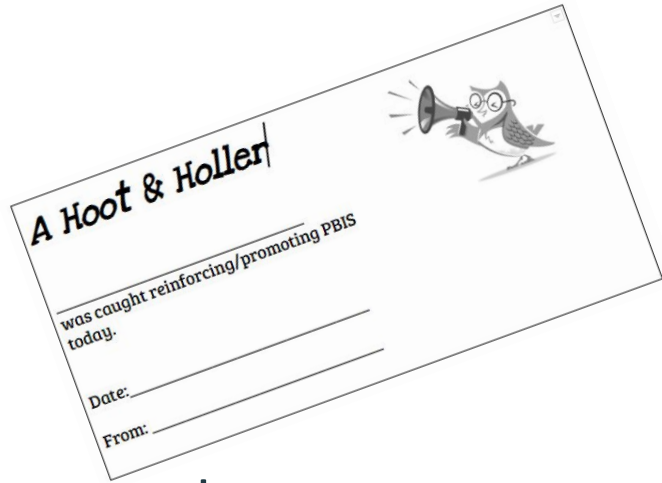 A Hoot & Holler
was caught reinforcing/promoting PBIS
today.
Date:
From: